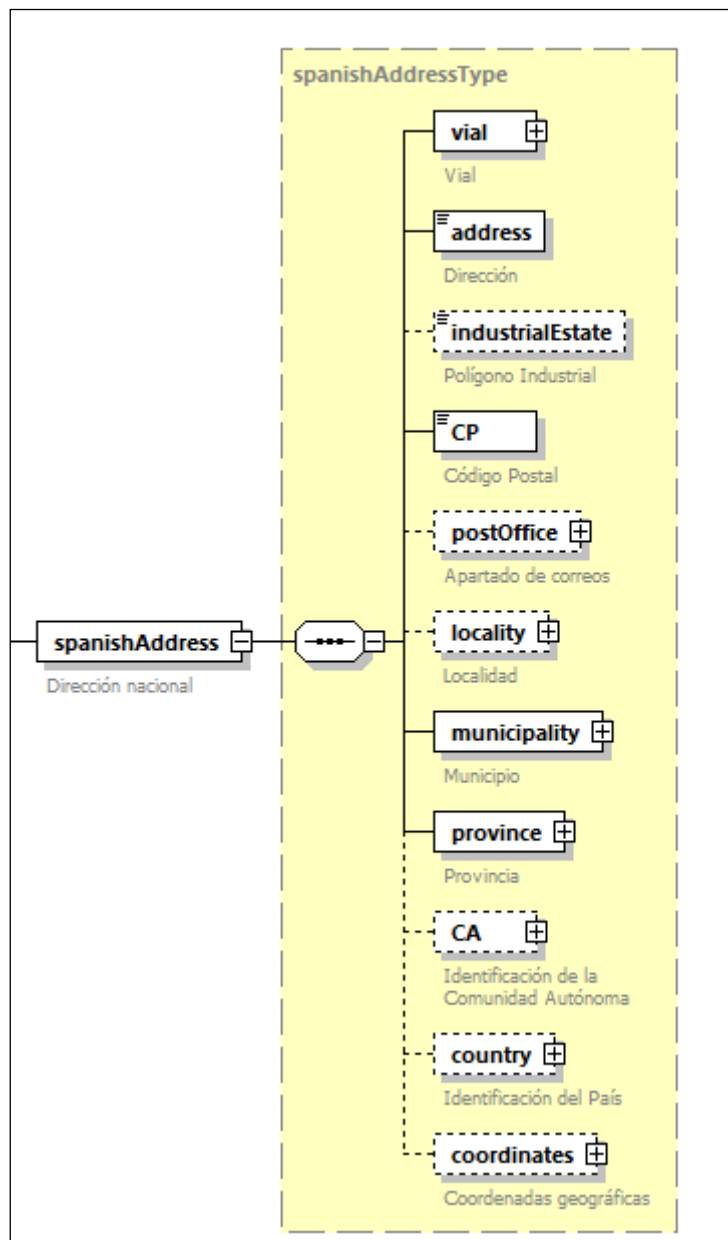 spanishAddressType
vial
Vial
address
Dirección
industrialEstate
Polígono Industrial
CP
Código Postal
postOffice
Apartado de correos
locality
Localidad
spanishAddress
Dirección nacional
municipality
Municipio
province
Provincia
CA
Identificación de la
Comunidad Autónoma
country
Identificación del País
coordinates
Coordenadas geográficas